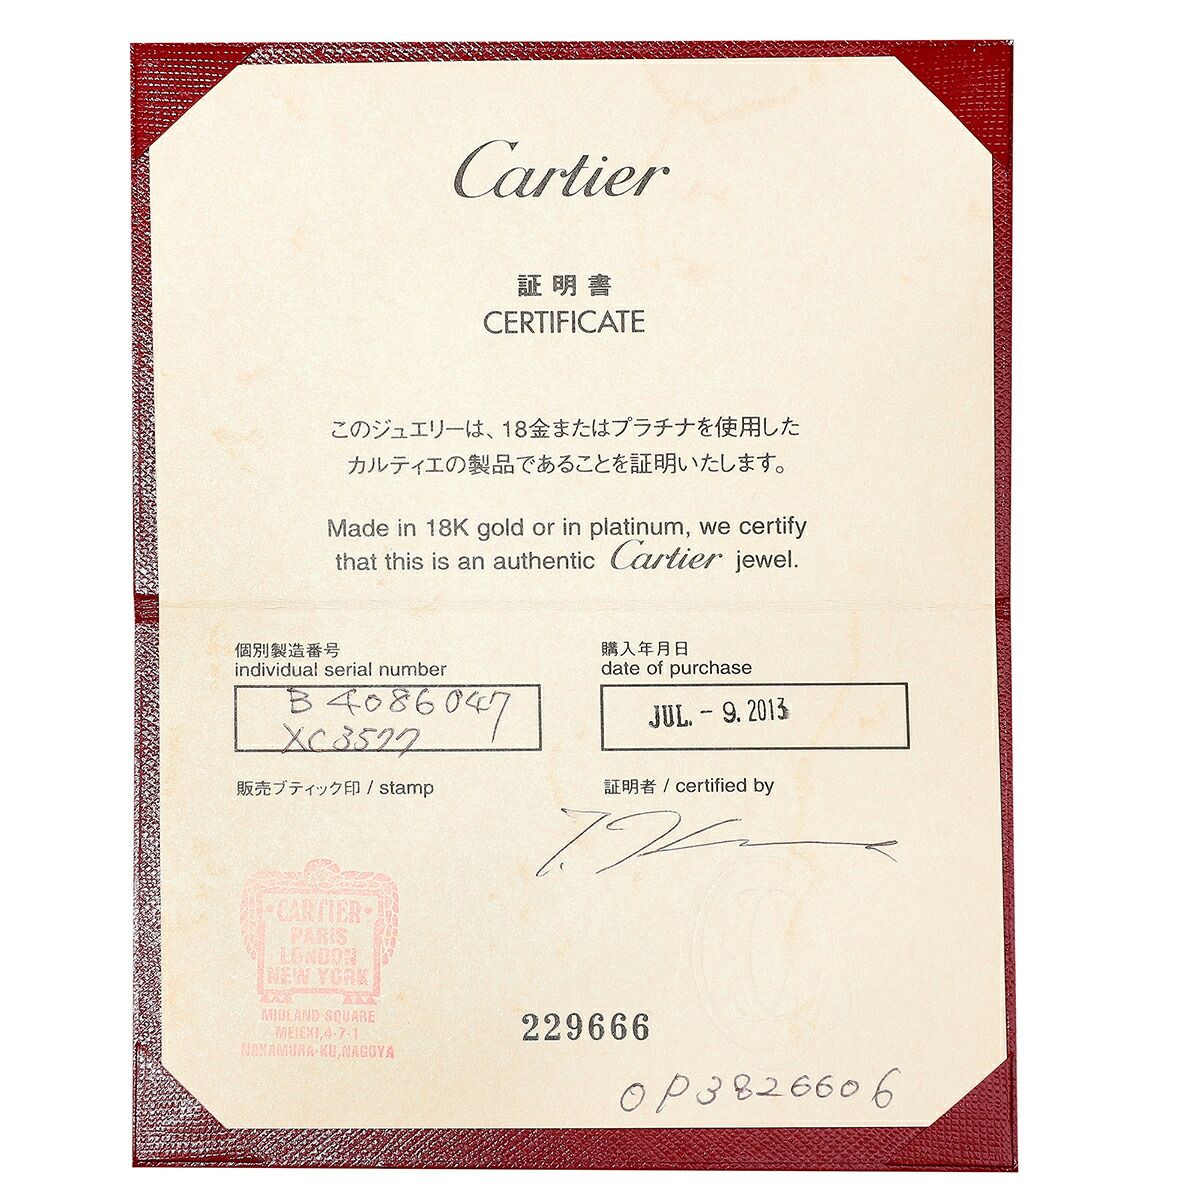 Cartier
証明書
CERTIFICATE
このジュエリーは、18金またはプラチナを使用した
カルティエの製品であることを証明いたします。
Made in 18K gold or in platinum, we certify
that this is an authentic Cartier jewel.
個別製造番号
individual serial number
B4086047
XC3577
購入年月日
date of purchase
JUL. - 9. 2013
販売ブティック印 / stamp
証明者 / certified by
·CARTIER·
PARIS
LONDON
NEW YORK
MIDLAND SQUARE
MEIEKI,4-7-1
NAKAMURA-KU,NAGOYA
229666
OP3826606